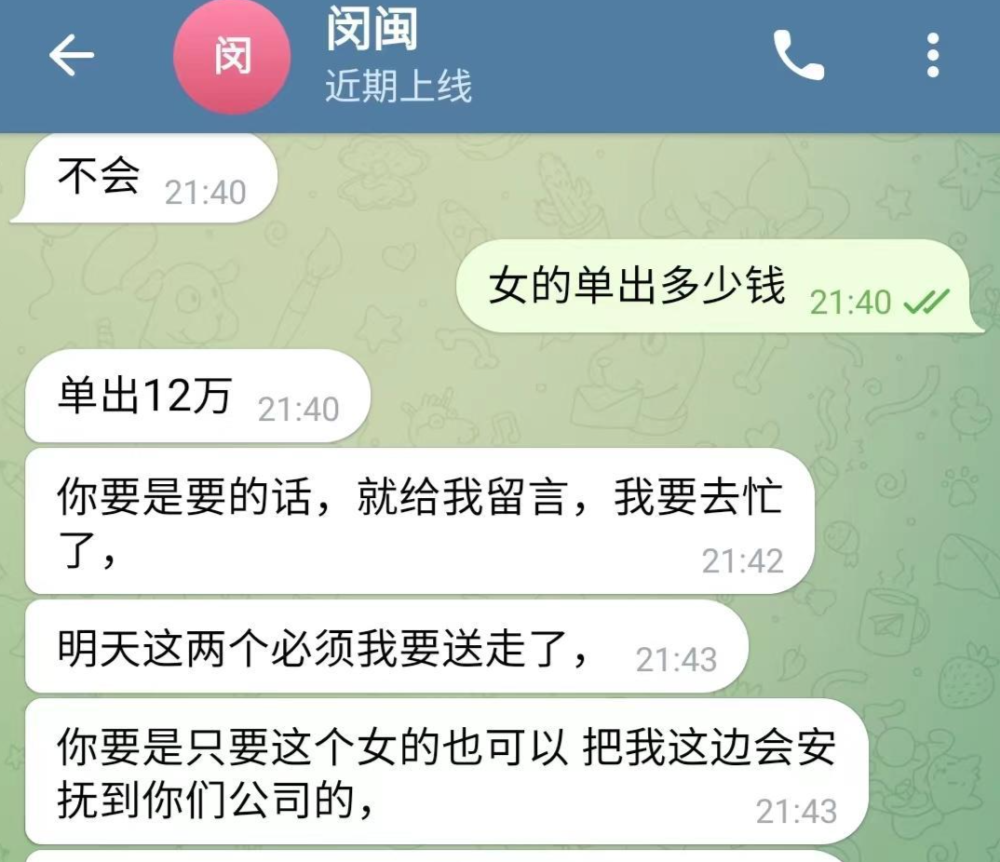 闵闽
闵
近期上线
不会 21:40
女的单出多少钱 21:40
单出12万 21:40
你要是要的话，就给我留言，我要去忙
了， 21:42
明天这两个必须我要送走了， 21:43
你要是只要这个女的也可以 把我这边会安
抚到你们公司的， 21:43